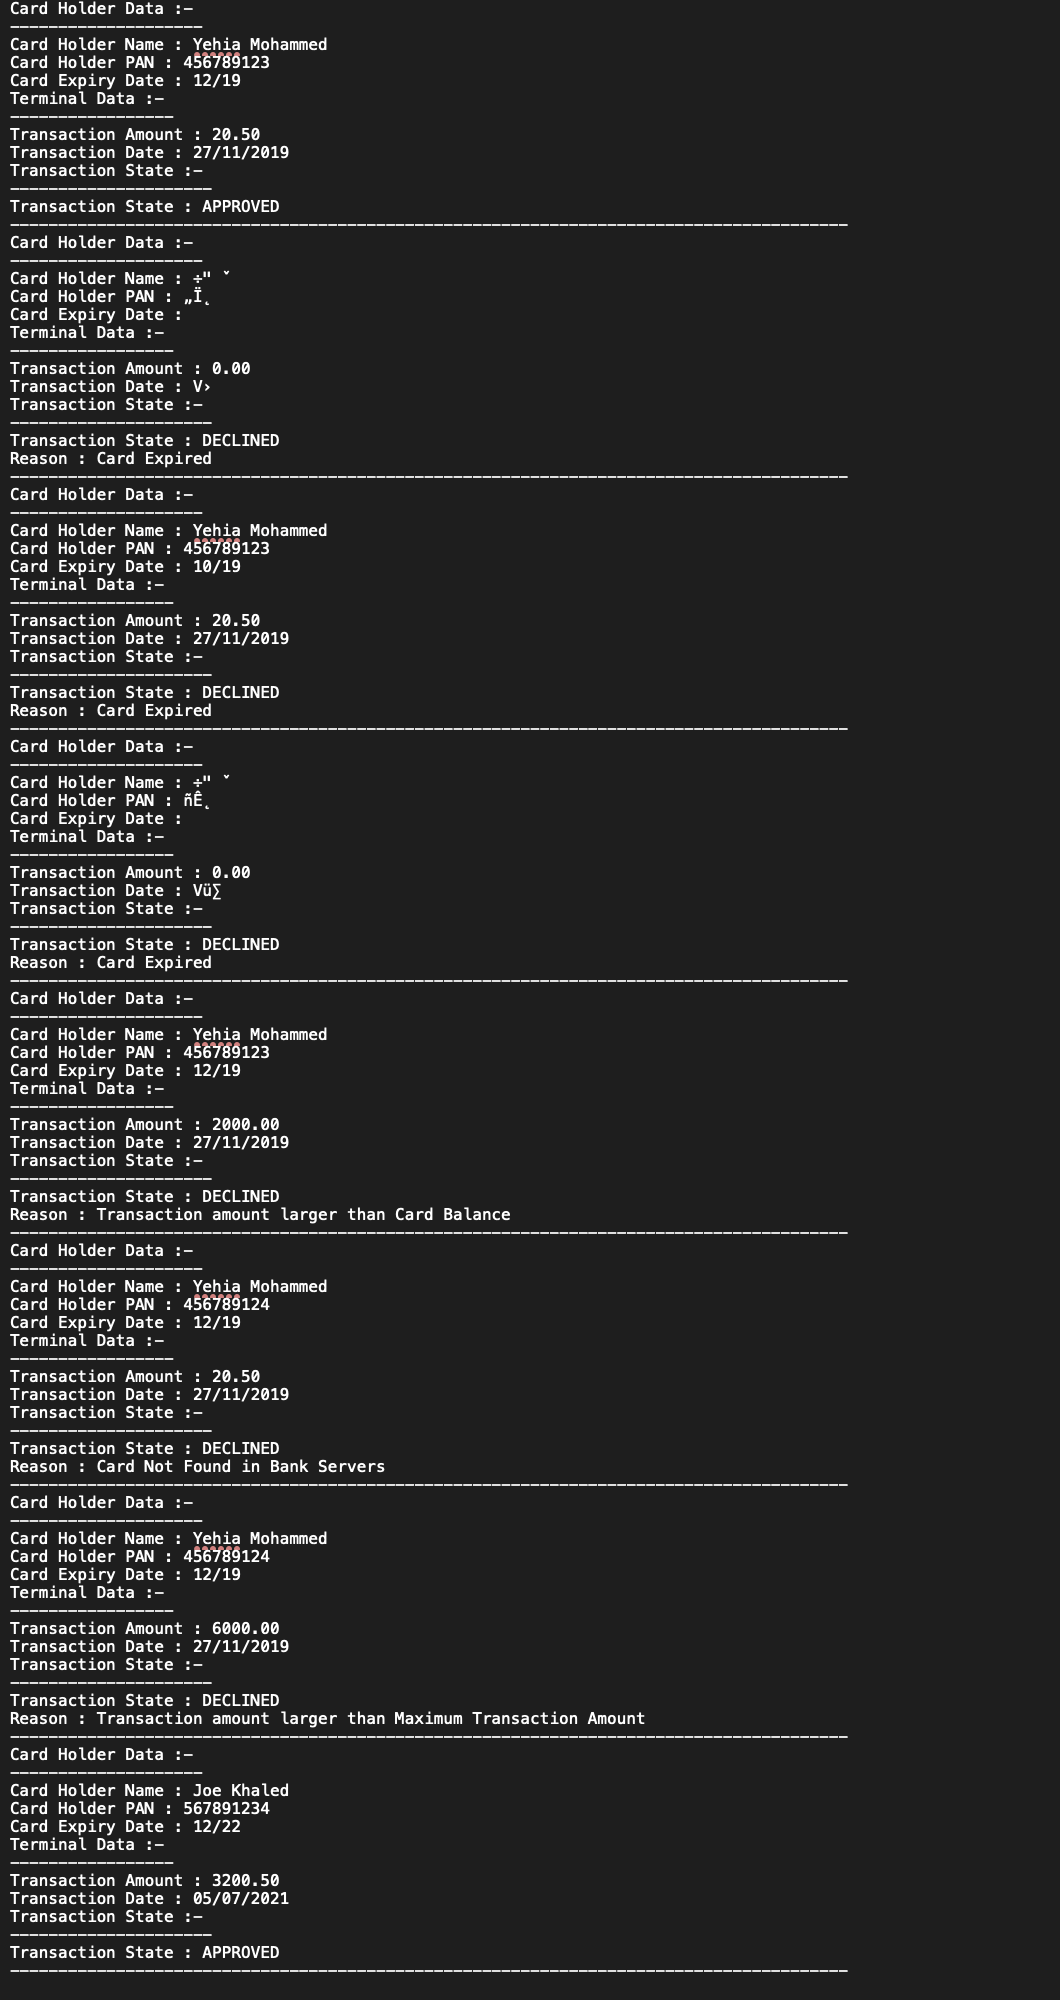 Card Holder Data :-
--------------------
Card Holder Name : Yehia Mohammed
Card Holder PAN : 456789123
Card Expiry Date : 12/19
Terminal Data :-
-----------------
Transaction Amount : 20.50
Transaction Date : 27/11/2019
Transaction State :-
---------------------
Transaction State : APPROVED
---------------------------------------------------------------------------------------
Card Holder Data :-
--------------------
Card Holder Name : ÷" ˇ
Card Holder PAN : „Ï˛
Card Expiry Date :
Terminal Data :-
-----------------
Transaction Amount : 0.00
Transaction Date : V›
Transaction State :-
---------------------
Transaction State : DECLINED
Reason : Card Expired
---------------------------------------------------------------------------------------
Card Holder Data :-
--------------------
Card Holder Name : Yehia Mohammed
Card Holder PAN : 456789123
Card Expiry Date : 10/19
Terminal Data :-
-----------------
Transaction Amount : 20.50
Transaction Date : 27/11/2019
Transaction State :-
---------------------
Transaction State : DECLINED
Reason : Card Expired
---------------------------------------------------------------------------------------
Card Holder Data :-
--------------------
Card Holder Name : ÷" ˇ
Card Holder PAN : ñÊ˛
Card Expiry Date :
Terminal Data :-
-----------------
Transaction Amount : 0.00
Transaction Date : Vü∑
Transaction State :-
---------------------
Transaction State : DECLINED
Reason : Card Expired
---------------------------------------------------------------------------------------
Card Holder Data :-
--------------------
Card Holder Name : Yehia Mohammed
Card Holder PAN : 456789123
Card Expiry Date : 12/19
Terminal Data :-
-----------------
Transaction Amount : 2000.00
Transaction Date : 27/11/2019
Transaction State :-
---------------------
Transaction State : DECLINED
Reason : Transaction amount larger than Card Balance
---------------------------------------------------------------------------------------
Card Holder Data :-
--------------------
Card Holder Name : Yehia Mohammed
Card Holder PAN : 456789124
Card Expiry Date : 12/19
Terminal Data :-
-----------------
Transaction Amount : 20.50
Transaction Date : 27/11/2019
Transaction State :-
---------------------
Transaction State : DECLINED
Reason : Card Not Found in Bank Servers
---------------------------------------------------------------------------------------
Card Holder Data :-
--------------------
Card Holder Name : Yehia Mohammed
Card Holder PAN : 456789124
Card Expiry Date : 12/19
Terminal Data :-
-----------------
Transaction Amount : 6000.00
Transaction Date : 27/11/2019
Transaction State :-
---------------------
Transaction State : DECLINED
Reason : Transaction amount larger than Maximum Transaction Amount
---------------------------------------------------------------------------------------
Card Holder Data :-
--------------------
Card Holder Name : Joe Khaled
Card Holder PAN : 567891234
Card Expiry Date : 12/22
Terminal Data :-
-----------------
Transaction Amount : 3200.50
Transaction Date : 05/07/2021
Transaction State :-
---------------------
Transaction State : APPROVED
---------------------------------------------------------------------------------------